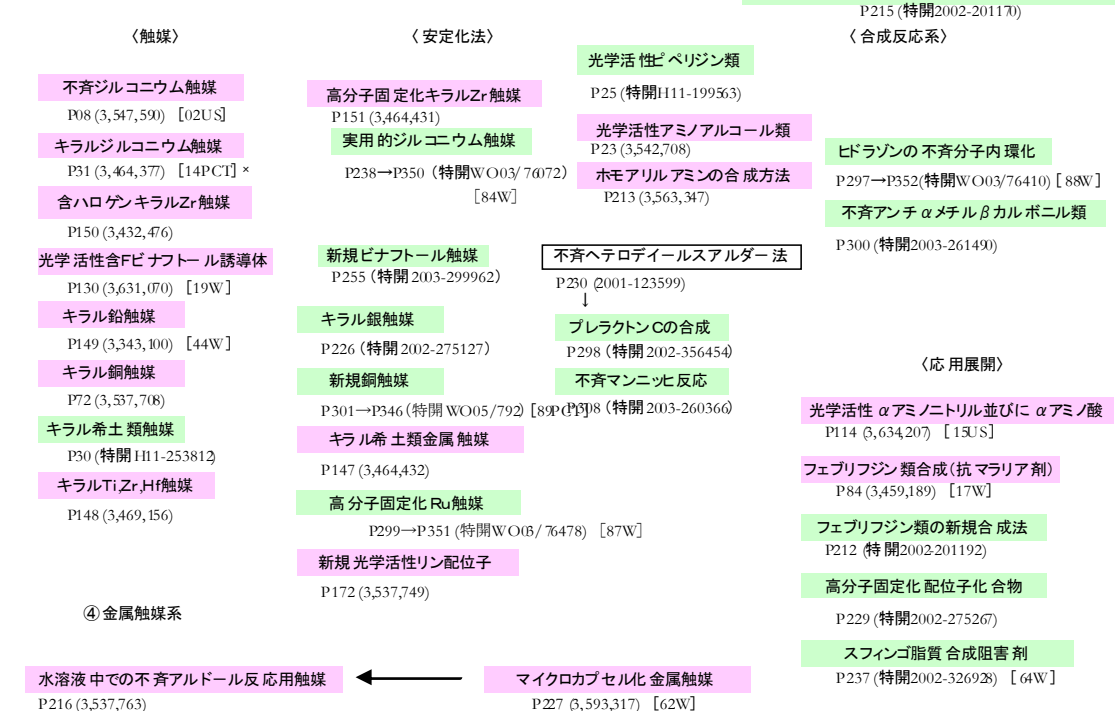 P215 (特開2002-201170)
〈触媒〉
不斉ジルコニウム触媒
P08 (3,547,590) [02US]
キラルジルコニウム触媒
P31 (3,464,377) [14PCT] ×
含ハロゲンキラルZr触媒
P150 (3,432,476)
光学活性含Fビナフトール誘導体
P130 (3,631,070) [19W]
キラル鉛触媒
P149 (3,343,100) [44W]
キラル銅触媒
P72 (3,537,708)
キラル希土類触媒
P30 (特開H11-253812)
キラルTi,Zr,Hf触媒
P148 (3,469,156)
〈安定化法〉
高分子固定化キラルZr触媒
P151 (3,464,431)
実用的ジルコニウム触媒
P238→P350 (特開WO03/76072)
[84W]
新規ビナフトール触媒
P255 (特開2003-299962)
キラル銀触媒
P226 (特開2002-275127)
新規銅触媒
P301→P346 (特開WO05/792) [89PCT]
キラル希土類金属触媒
P147 (3,464,432)
高分子固定化Ru触媒
P299→P351 (特開WO03/76478) [87W]
新規光学活性リン配位子
P172 (3,537,749)
光学活性ピペリジン類
P25 (特開H11-199563)
光学活性アミノアルコール類
P23 (3,542,708)
ホモアリルアミンの合成方法
P213 (3,563,347)
不斉ヘテロデイールスアルダー法
P230 (2001-123599)
↓
プレラクトンCの合成
P298 (特開2002-356454)
不斉マンニッヒ反応
P308 (特開2003-260366)
〈合成反応系〉
ヒドラゾンの不斉分子内環化
P297→P352(特開WO03/76410) [88W]
不斉アンチαメチルβカルボニル類
P300 (特開2003-261490)
〈応用展開〉
光学活性αアミノニトリル並びにαアミノ酸
P114 (3,634,207) [15US]
フェブリフジン類合成(抗マラリア剤)
P84 (3,459,189) [17W]
フェブリフジン類の新規合成法
P212 (特開2002-201192)
高分子固定化配位子化合物
P229 (特開2002-275267)
スフィンゴ脂質合成阻害剤
P237 (特開2002-326928) [64W]
④金属触媒系
水溶液中での不斉アルドール反応用触媒
P216 (3,537,763)
マイクロカプセル化金属触媒
P227 (3,593,317) [62W]